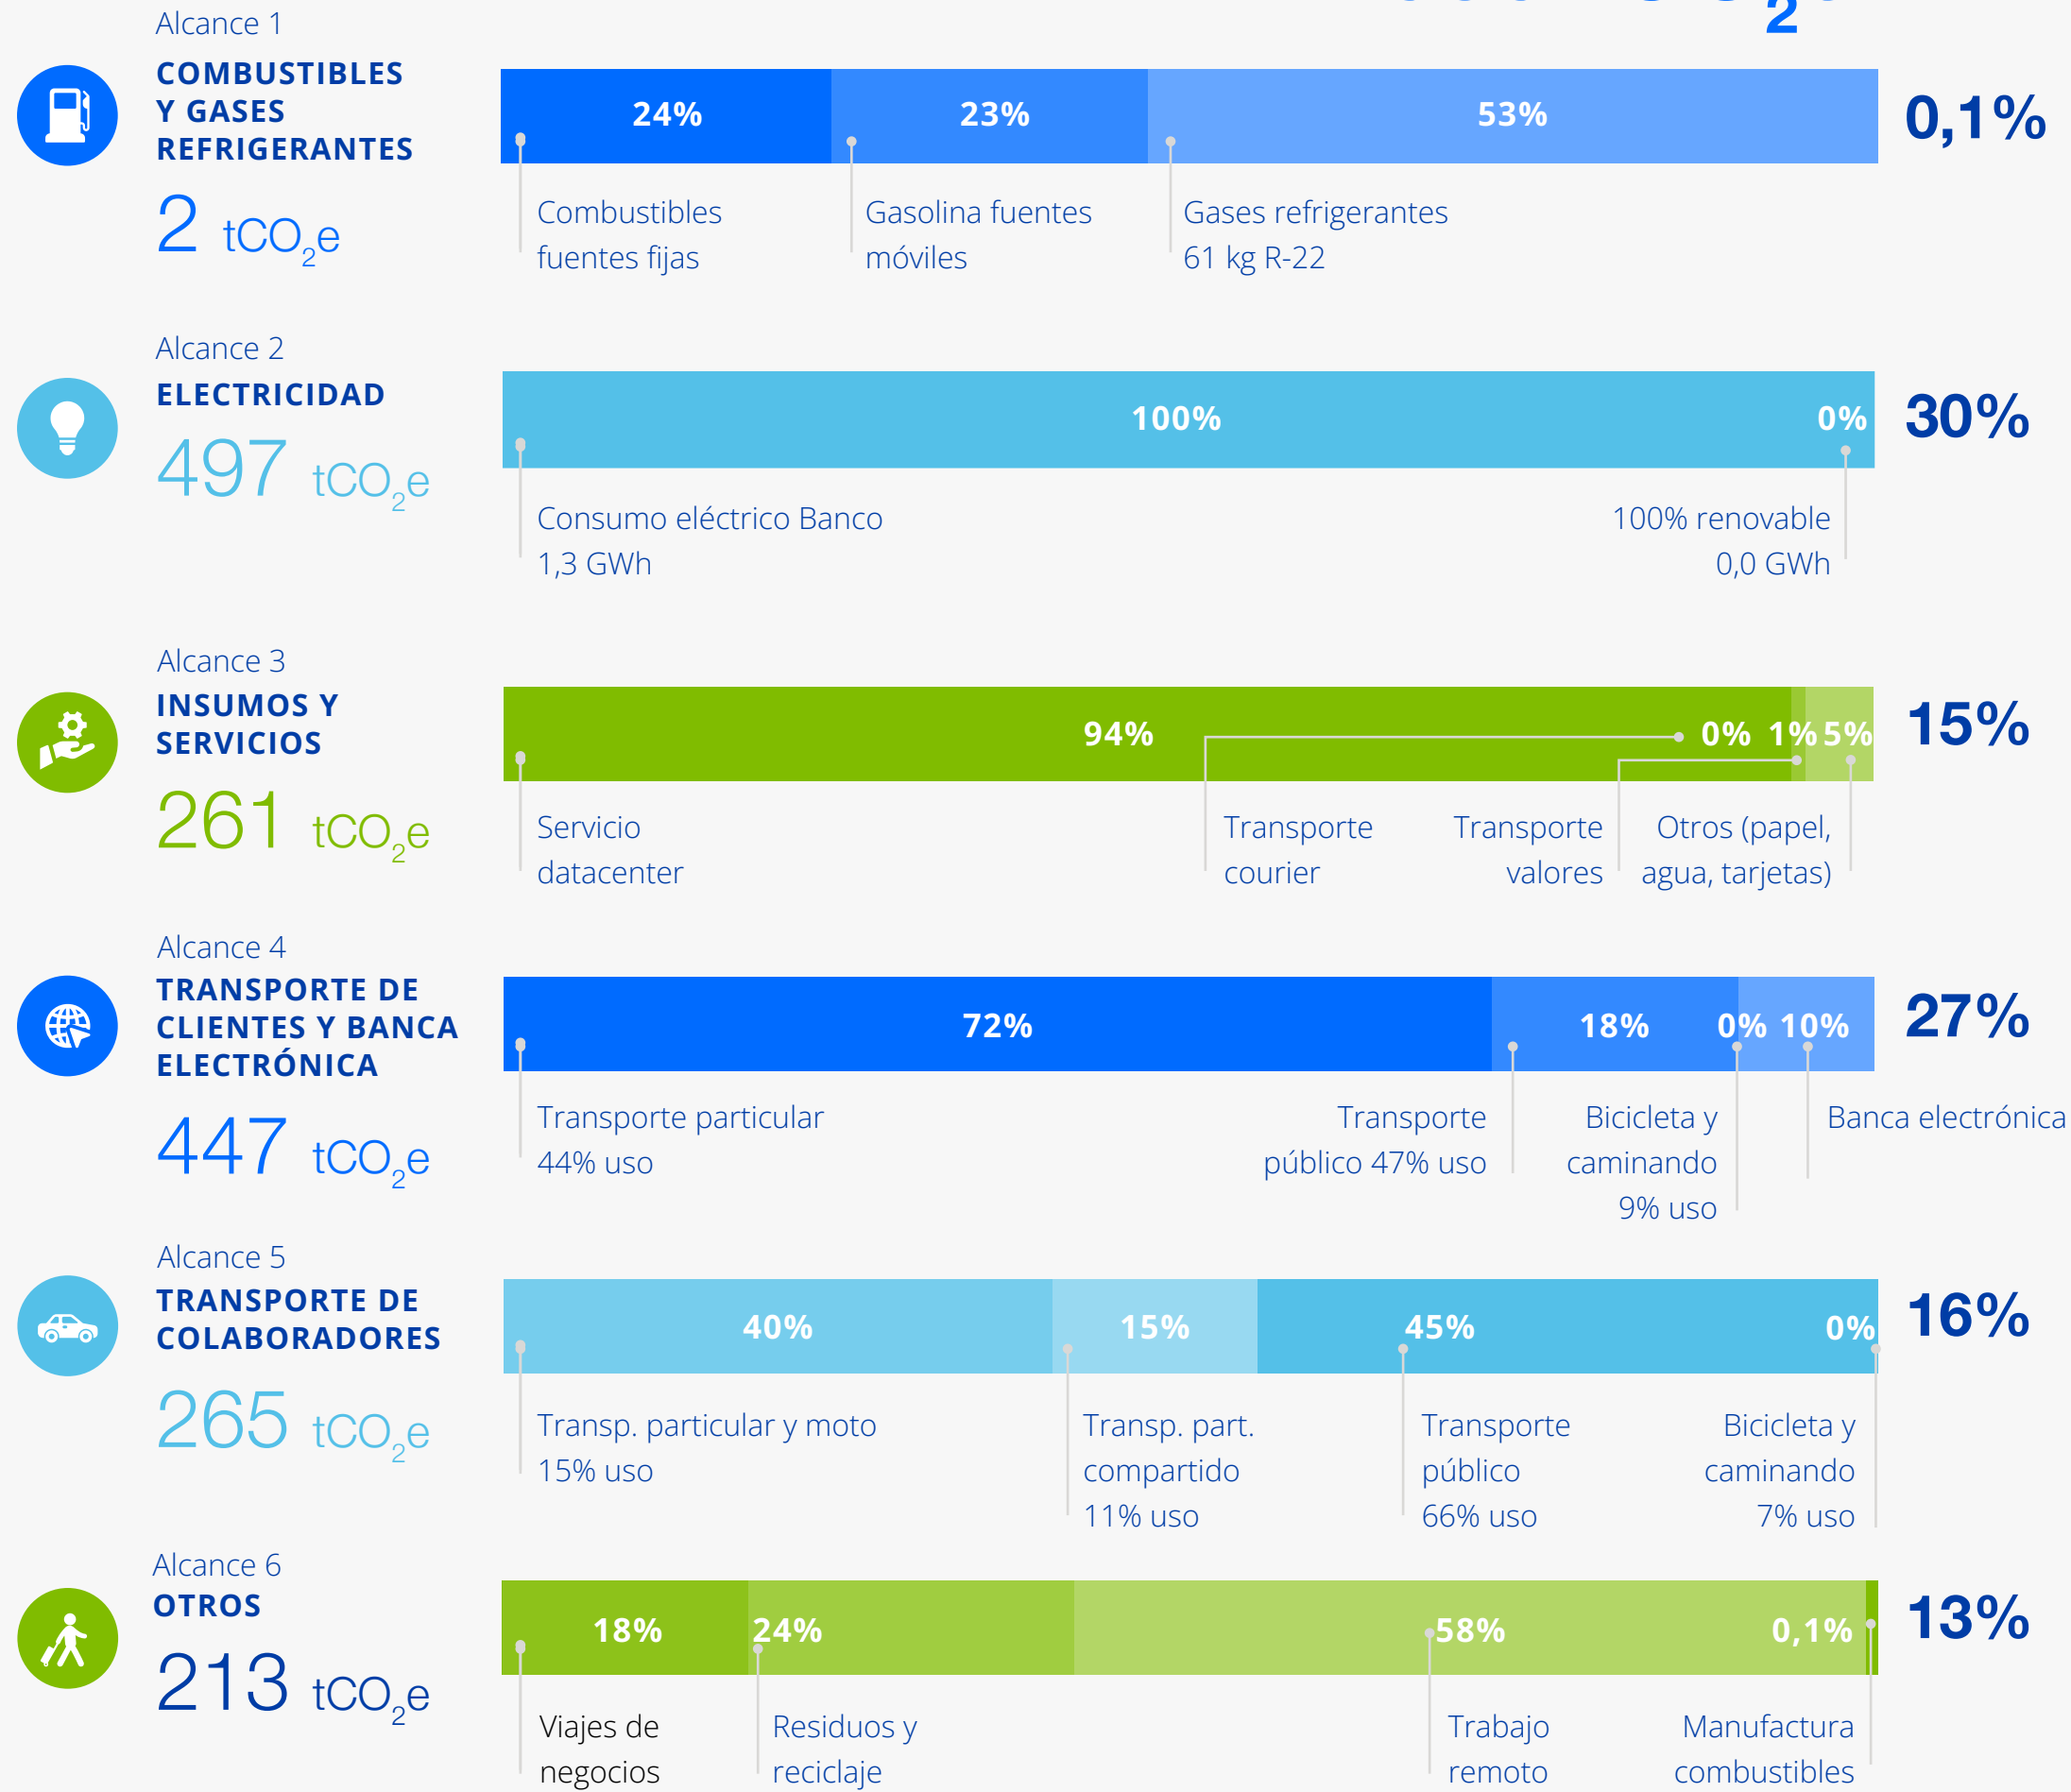 Alcance 1
COMBUSTIBLES
Y GASES
REFRIGERANTES
2 tCO₂e
24%
23%
53%
0,1%
Combustibles
fuentes fijas
Gasolina fuentes
móviles
Gases refrigerantes
61 kg R-22
Alcance 2
ELECTRICIDAD
497 tCO₂e
100%
0%
30%
Consumo eléctrico Banco
1,3 GWh
100% renovable
0,0 GWh
Alcance 3
INSUMOS Y
SERVICIOS
261 tCO₂e
94%
0%
1%
5%
15%
Servicio
datacenter
Transporte
courier
Transporte
valores
Otros (papel,
agua, tarjetas)
Alcance 4
TRANSPORTE DE
CLIENTES Y BANCA
ELECTRÓNICA
447 tCO₂e
72%
18%
0%
10%
27%
Transporte particular
44% uso
Transporte
público 47% uso
Bicicleta y
caminando
9% uso
Banca electrónica
Alcance 5
TRANSPORTE DE
COLABORADORES
265 tCO₂e
40%
15%
45%
0%
16%
Transp. particular y moto
15% uso
Transp. part.
compartido
11% uso
Transporte
público
66% uso
Bicicleta y
caminando
7% uso
Alcance 6
OTROS
213 tCO₂e
18%
24%
58%
0,1%
13%
Viajes de
negocios
Residuos y
reciclaje
Trabajo
remoto
Manufactura
combustibles